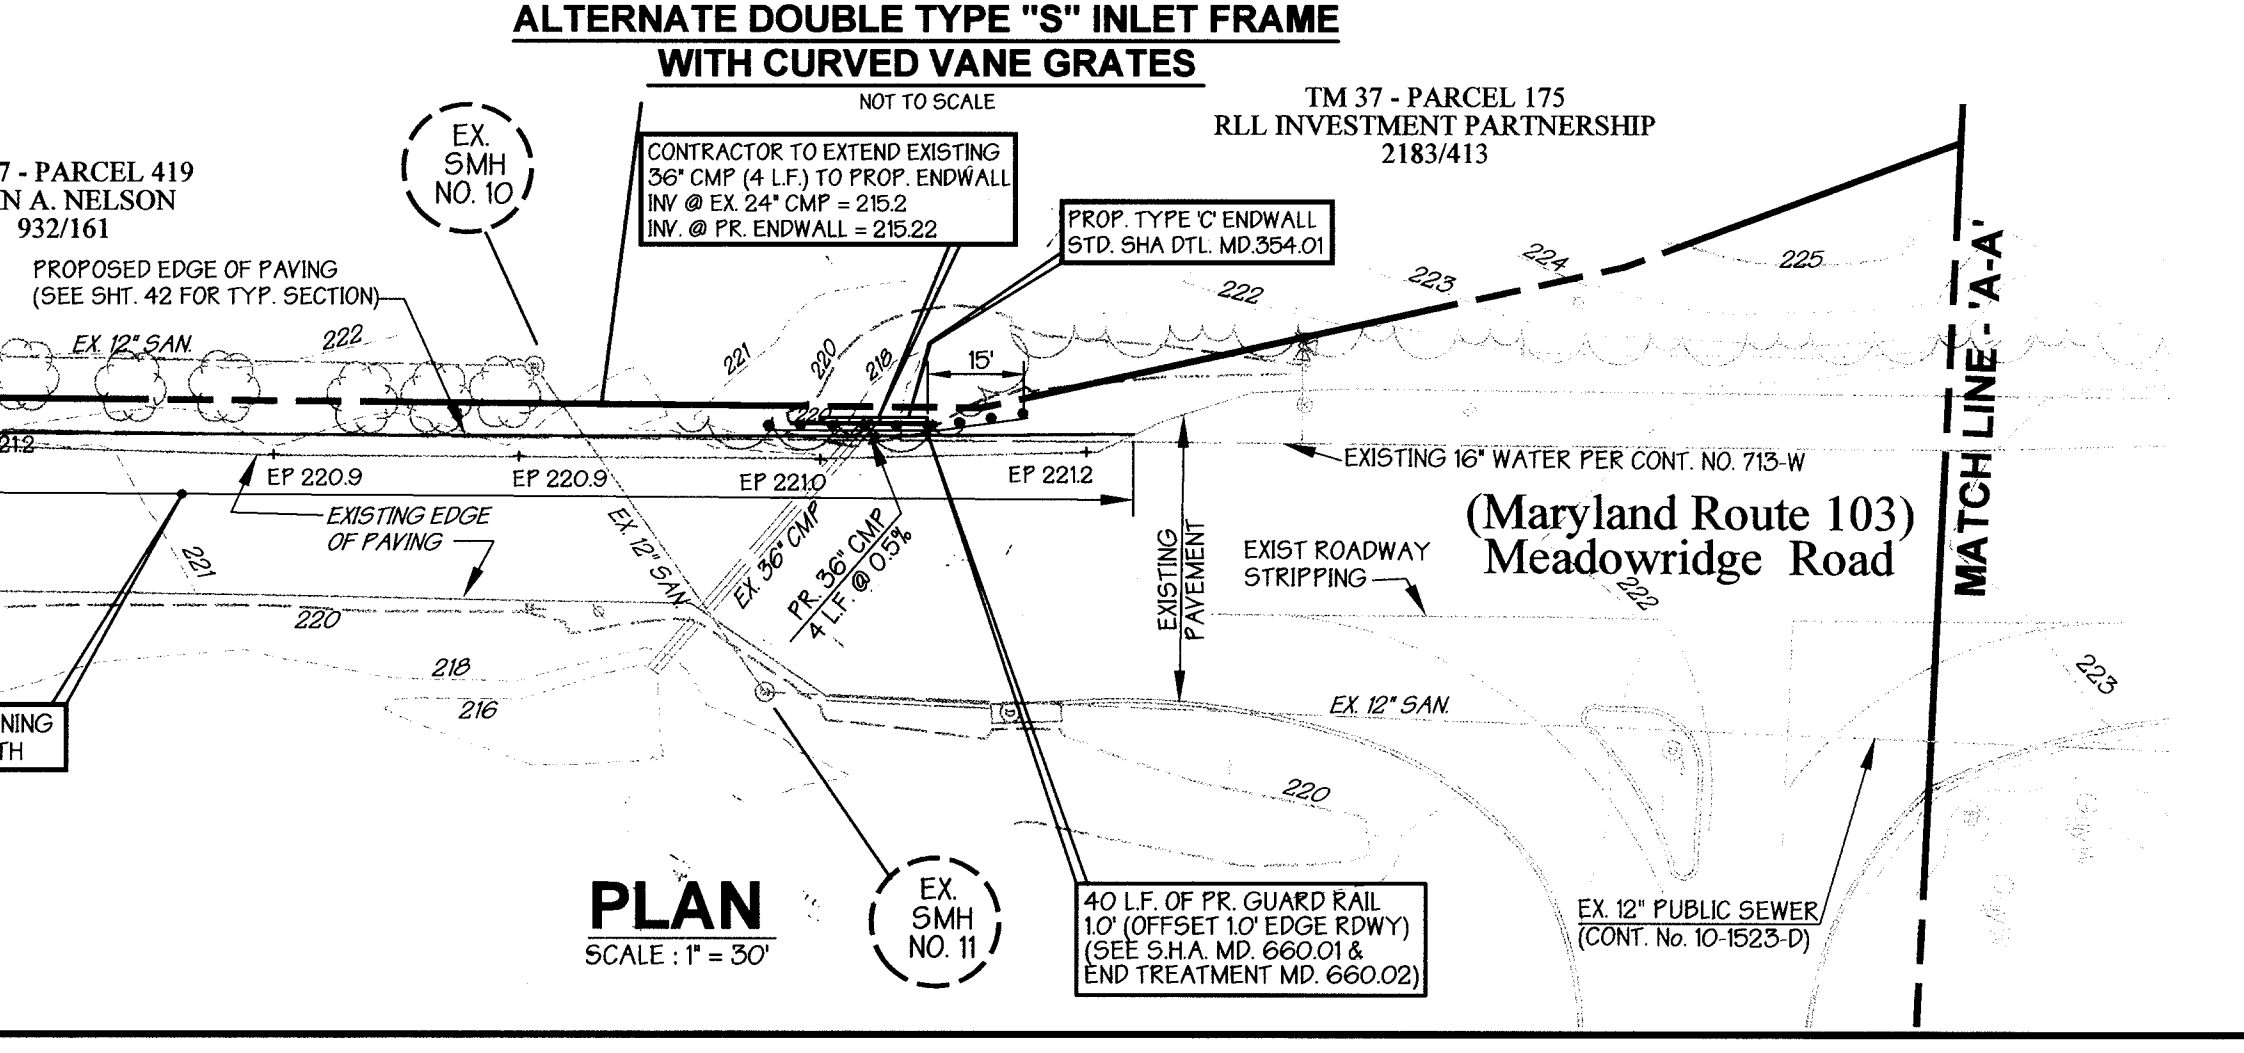 ALTERNATE DOUBLE TYPE "S" INLET FRAME
WITH CURVED VANE GRATES
NOT TO SCALE
TM 37 - PARCEL 175
RLL INVESTMENT PARTNERSHIP
2183/413
EX.
SMH
NO. 10
7 - PARCEL 419
N A. NELSON
932/161
CONTRACTOR TO EXTEND EXISTING
36" CMP (4 L.F.) TO PROP. ENDWALL
INV @ EX. 24" CMP = 215.2
INV. @ PR. ENDWALL = 215.22
PROP. TYPE 'C' ENDWALL
STD. SHA DTL. MD.354.01
PROPOSED EDGE OF PAVING
(SEE SHT. 42 FOR TYP. SECTION)
EX. 12" SAN.
222
221
220
218
15'
222
223
224
225
MATCH LINE - 'A-A'
220
21.2
EP 220.9
EP 220.9
EP 221.0
EP 221.2
EXISTING 16" WATER PER CONT. NO. 713-W
(Maryland Route 103)
Meadowridge Road
EXISTING EDGE
OF PAVING
221
EX. 12" SAN.
EX. 36" CMP
PR. 36" CMP
4 L.F. @ 0.5%
EXISTING
PAVEMENT
EXIST ROADWAY
STRIPPING
222
220
218
216
223
EX. 12" SAN.
NING
TH
220
PLAN
SCALE : 1" = 30'
EX.
SMH
NO. 11
40 L.F. OF PR. GUARD RAIL
1.0' (OFFSET 1.0' EDGE RDWY)
(SEE S.H.A. MD. 660.01 &
END TREATMENT MD. 660.02)
EX. 12" PUBLIC SEWER
(CONT. No. 10-1523-D)